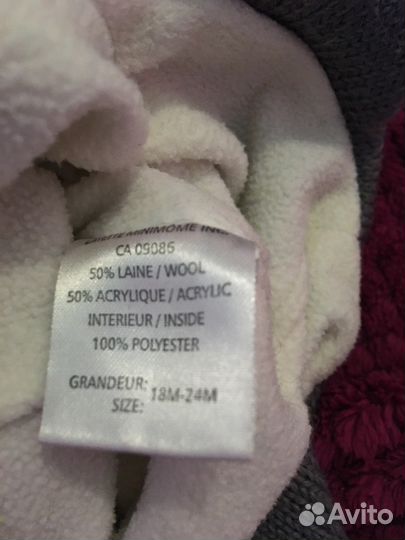 MINIMOME INC.
CA 09086
50% LAINE / WOOL
50% ACRYLIQUE / ACRYLIC
INTERIEUR / INSIDE
100% POLYESTER
GRANDEUR:
SIZE: 18M-24M
Avito